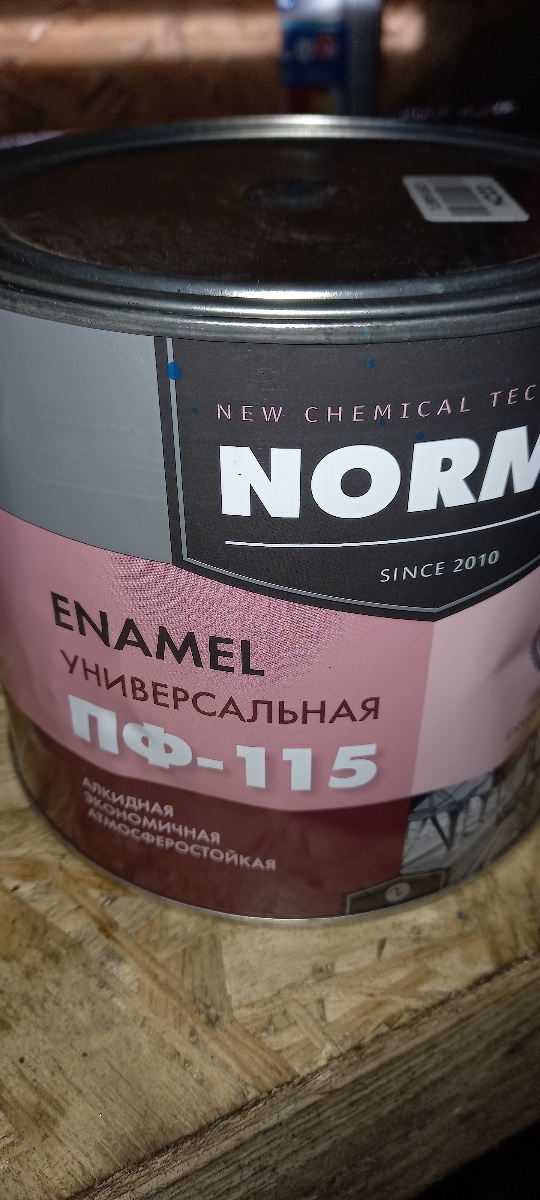 NEW CHEMICAL TEC
NORM
SINCE 2010
ENAMEL
УНИВЕРСАЛЬНАЯ
ПФ-115
АЛКИДНАЯ
ЭКОНОМИЧНАЯ
АТМОСФЕРОСТОЙКАЯ